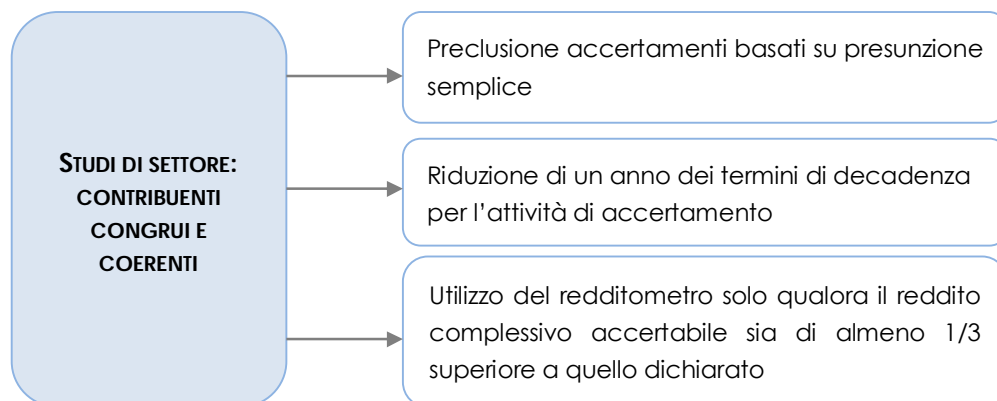 STUDI DI SETTORE:
CONTRIBUENTI
CONGRUI E
COERENTI
Preclusione accertamenti basati su presunzione
semplice
Riduzione di un anno dei termini di decadenza
per l'attività di accertamento
Utilizzo del redditometro solo qualora il reddito
complessivo accertabile sia di almeno 1/3
superiore a quello dichiarato